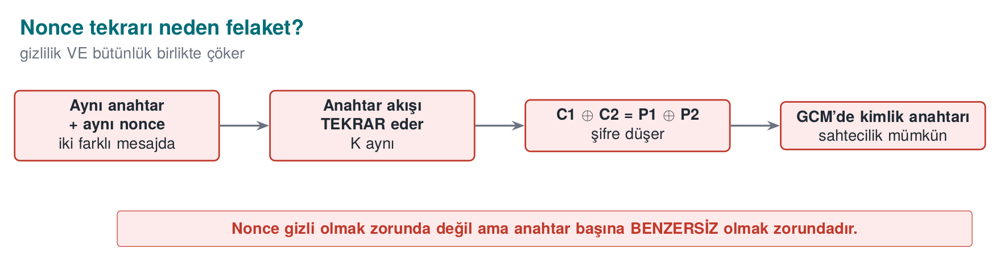 Nonce tekrarı neden felaket?
gizlilik VE bütünlük birlikte çöker
Aynı anahtar
+ aynı nonce
iki farklı mesajda
Anahtar akışı
TEKRAR eder
K aynı
C1 ⊕ C2 = P1 ⊕ P2
şifre düşer
GCM’de kimlik anahtarı
sahtecilik mümkün
Nonce gizli olmak zorunda değil ama anahtar başına BENZERSİZ olmak zorundadır.